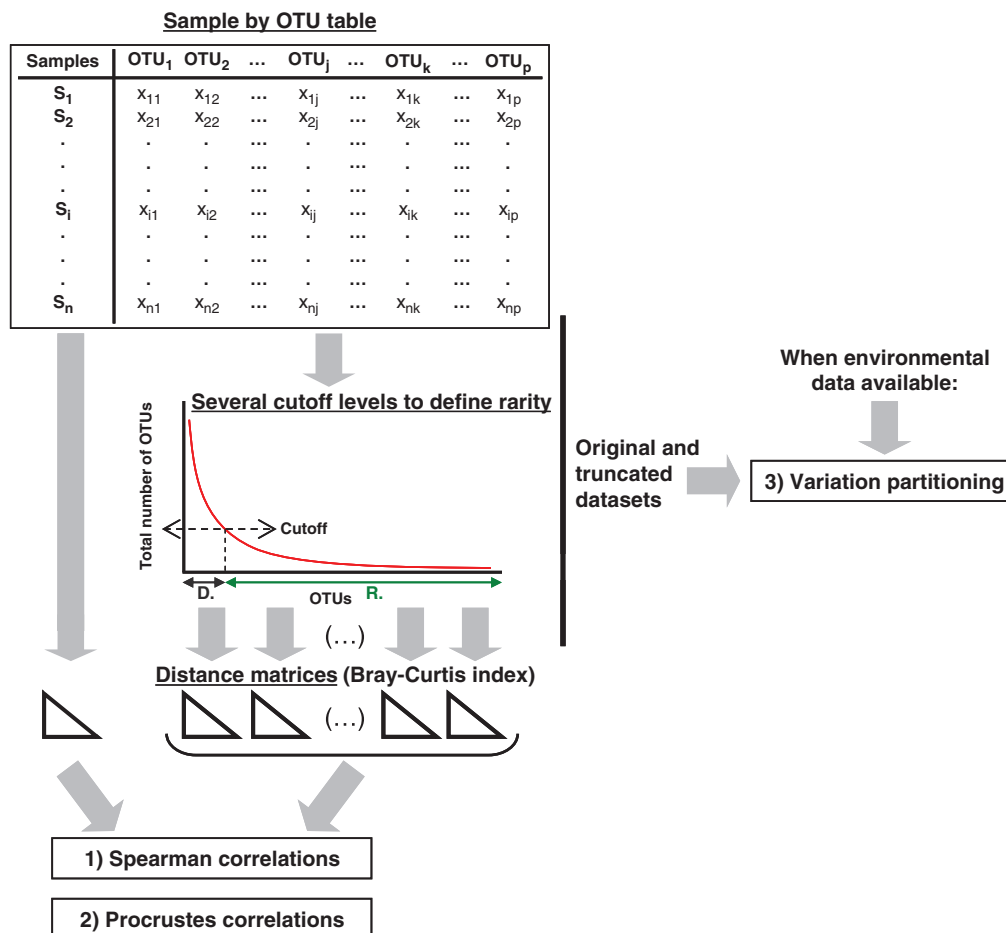 Sample by OTU table
Samples OTU1 OTU2 ... OTUj ... OTUk ... OTUp
S1 x11 x12 ... x1j ... x1k ... x1p
S2 x21 x22 ... x2j ... x2k ... x2p
. . . ... . ... . ... .
. . . ... . ... . ... .
. . . ... . ... . ... .
Si xi1 xi2 ... xij ... xik ... xip
. . . ... . ... . ... .
. . . ... . ... . ... .
. . . ... . ... . ... .
Sn xn1 xn2 ... xnj ... xnk ... xnp
Several cutoff levels to define rarity
Total number of OTUs
Cutoff
D.
R.
OTUs
(...)
Distance matrices (Bray-Curtis index)
(...)
Original and
truncated
datasets
When environmental
data available:
3) Variation partitioning
1) Spearman correlations
2) Procrustes correlations